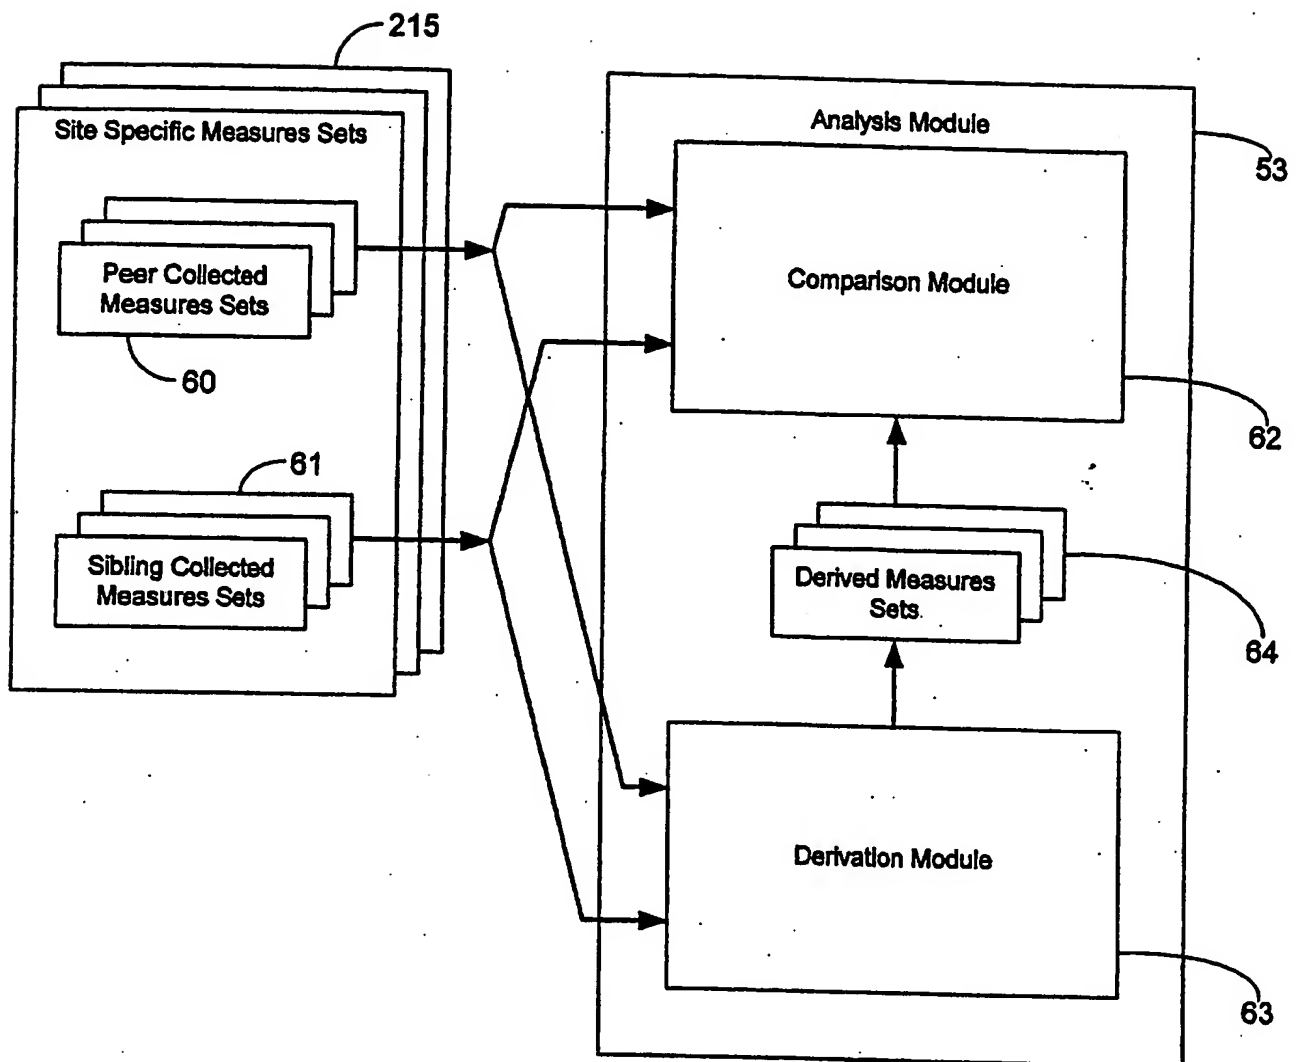 215
Site Specific Measures Sets
Peer Collected
Measures Sets
60
61
Sibling Collected
Measures Sets
Analysis Module
53
Comparison Module
62
Derived Measures
Sets
64
Derivation Module
63